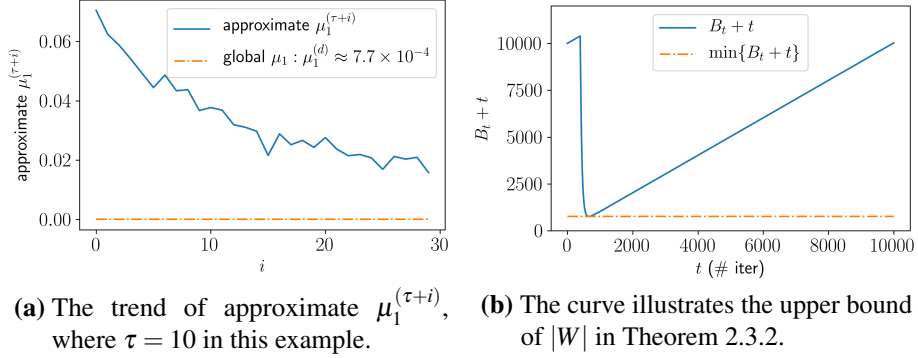 approximate μ₁^(τ+i)
0.06
0.04
0.02
0.00
0
10
20
30
i
approximate μ₁^(τ+i)
global μ₁ : μ₁^(d) ≈ 7.7 × 10⁻⁴
(a) The trend of approximate μ₁^(τ+i),
where τ = 10 in this example.
B_t + t
10000
7500
5000
2500
0
0
2000
4000
6000
8000
10000
t (# iter)
B_t + t
min{B_t + t}
(b) The curve illustrates the upper bound
of |W| in Theorem 2.3.2.